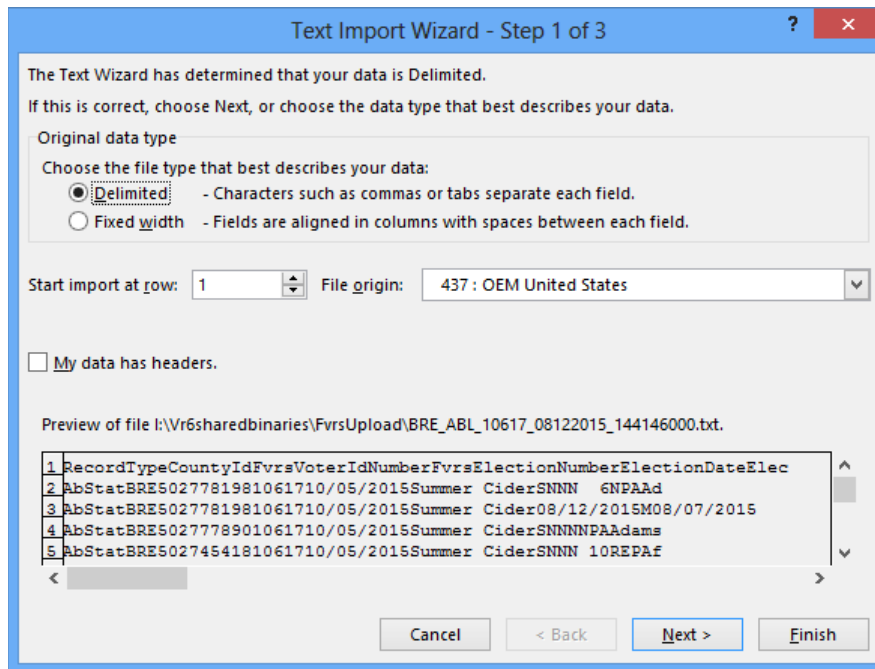 Text Import Wizard - Step 1 of 3
The Text Wizard has determined that your data is Delimited.
If this is correct, choose Next, or choose the data type that best describes your data.
Original data type
Choose the file type that best describes your data:
Delimited - Characters such as commas or tabs separate each field.
Fixed width - Fields are aligned in columns with spaces between each field.
Start import at row: 1 File origin: 437 : OEM United States
My data has headers.
Preview of file I:\Vr6sharedbinaries\FvrsUpload\BRE_ABL_10617_08122015_144146000.txt.
1 RecordTypeCountyIdFvrsVoterIdNumberFvrsElectionNumberElectionDateElec
2 AbStatBRE5027781981061710/05/2015Summer CiderSNNN  6NPAAd
3 AbStatBRE5027781981061710/05/2015Summer Cider08/12/2015M08/07/2015
4 AbStatBRE5027778901061710/05/2015Summer CiderSNNNNPAAdams
5 AbStatBRE5027454181061710/05/2015Summer CiderSNNN 10REPAf
Cancel < Back Next > Finish